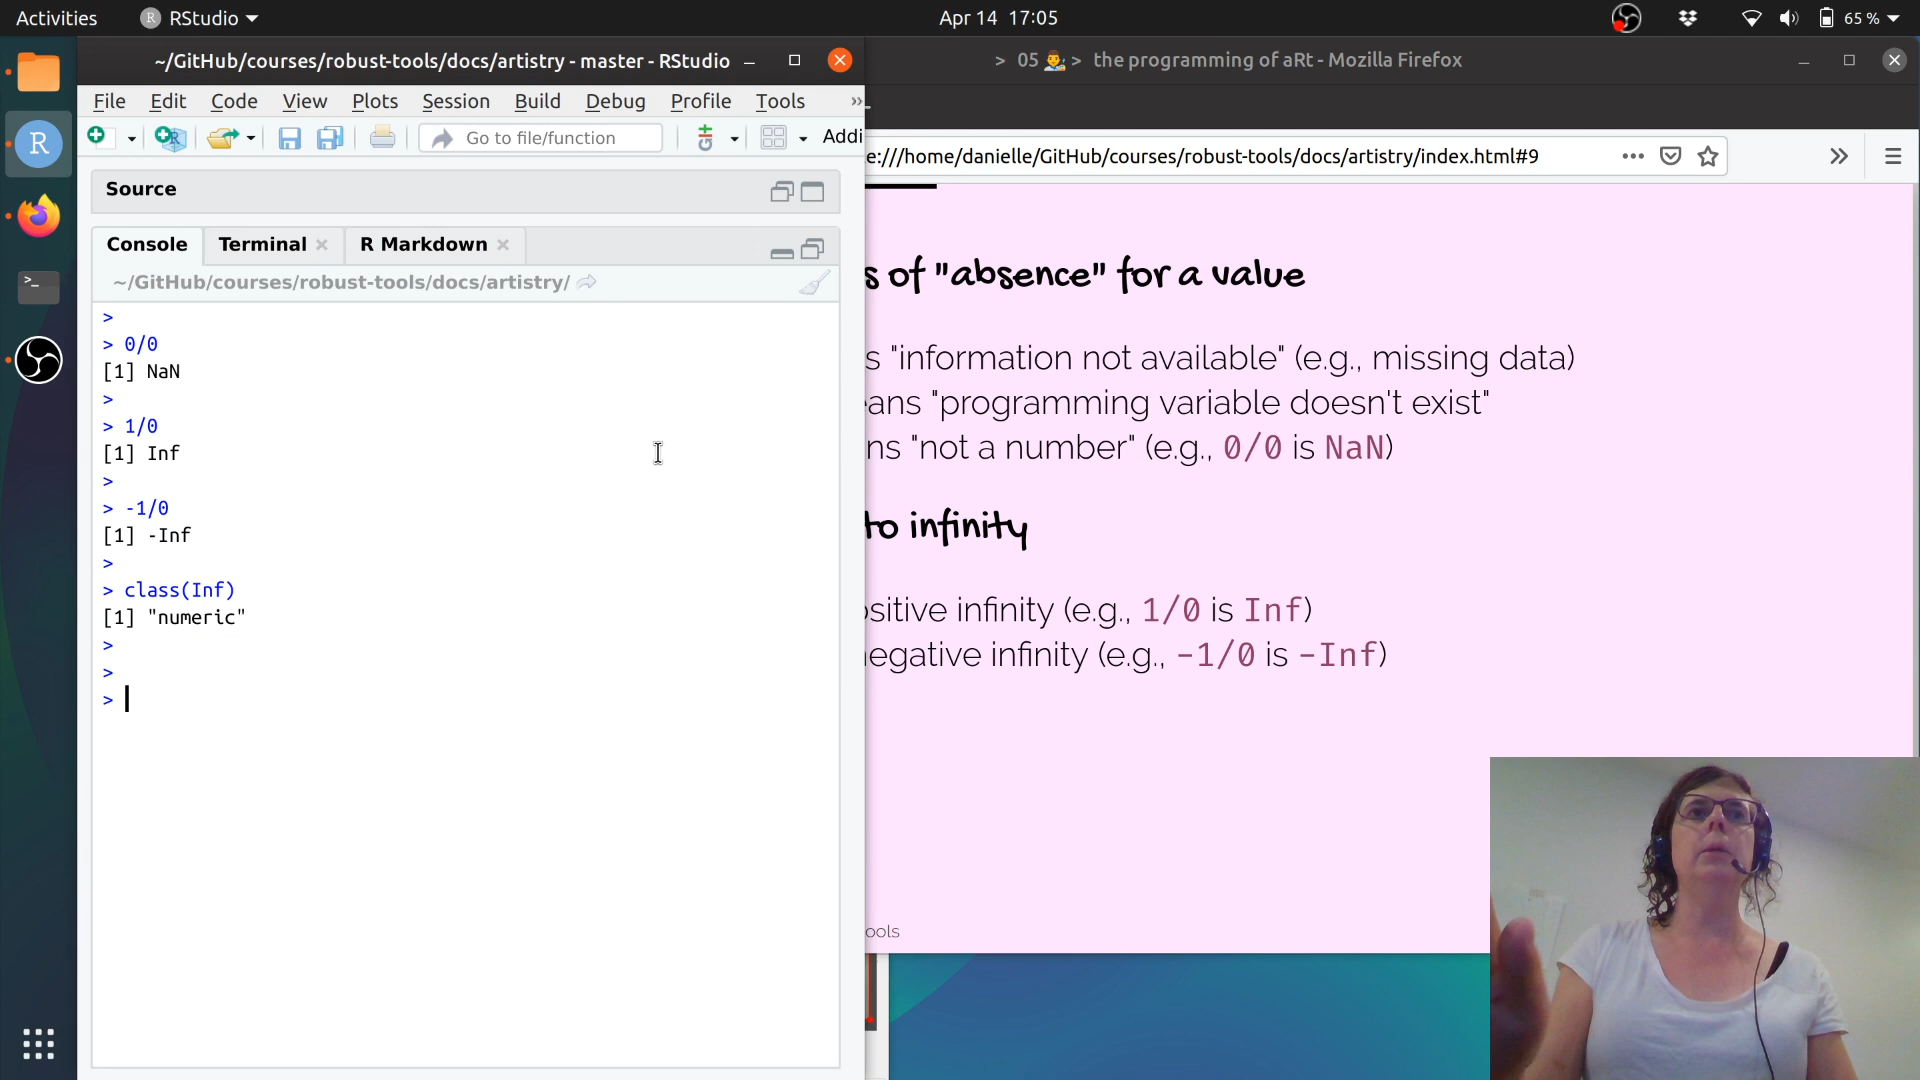 Activities
RStudio
Apr 14 17:05
65 %
~/GitHub/courses/robust-tools/docs/artistry - master - RStudio
File Edit Code View Plots Session Build Debug Profile Tools »
Go to file/function
Addi
Source
Console
Terminal
R Markdown
~/GitHub/courses/robust-tools/docs/artistry/
>
> 0/0
[1] NaN
>
> 1/0
[1] Inf
>
> -1/0
[1] -Inf
>
> class(Inf)
[1] "numeric"
>
>
>
> 05 > the programming of aRt - Mozilla Firefox
e:///home/danielle/GitHub/courses/robust-tools/docs/artistry/index.html#9
s of "absence" for a value
s "information not available" (e.g., missing data)
ans "programming variable doesn't exist"
ns "not a number" (e.g., 0/0 is NaN)
to infinity
ositive infinity (e.g., 1/0 is Inf)
egative infinity (e.g., -1/0 is -Inf)
ools